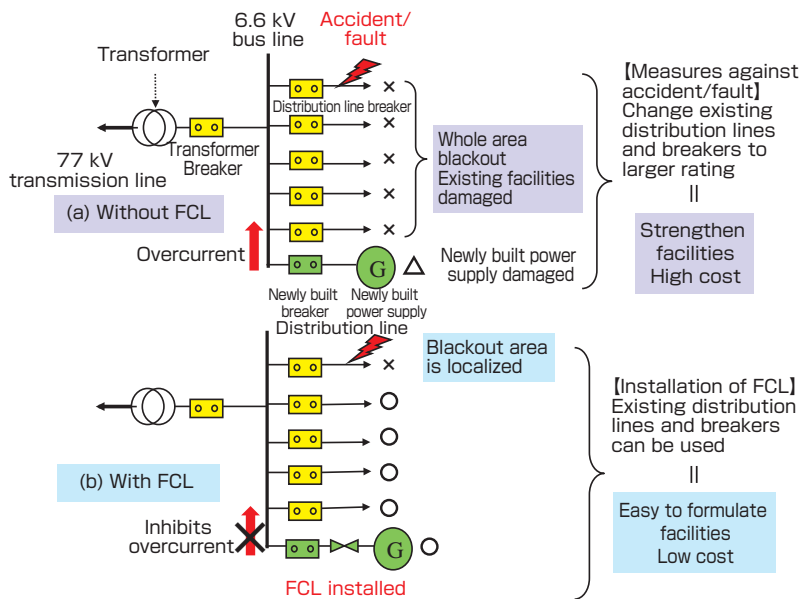 6.6 kV
bus line
Accident/
fault
Transformer
Distribution line breaker
×
×
×
×
×
77 kV
transmission line
Transformer
Breaker
(a) Without FCL
Overcurrent
Whole area
blackout
Existing facilities
damaged
G
Newly built power
supply damaged
Newly built
breaker
Newly built
power supply
【Measures against
accident/fault】
Change existing
distribution lines
and breakers to
larger rating
||
Strengthen
facilities
High cost
Distribution line
×
Blackout area
is localized
(b) With FCL
Inhibits
overcurrent
G
FCL installed
【Installation of FCL】
Existing distribution
lines and breakers
can be used
||
Easy to formulate
facilities
Low cost